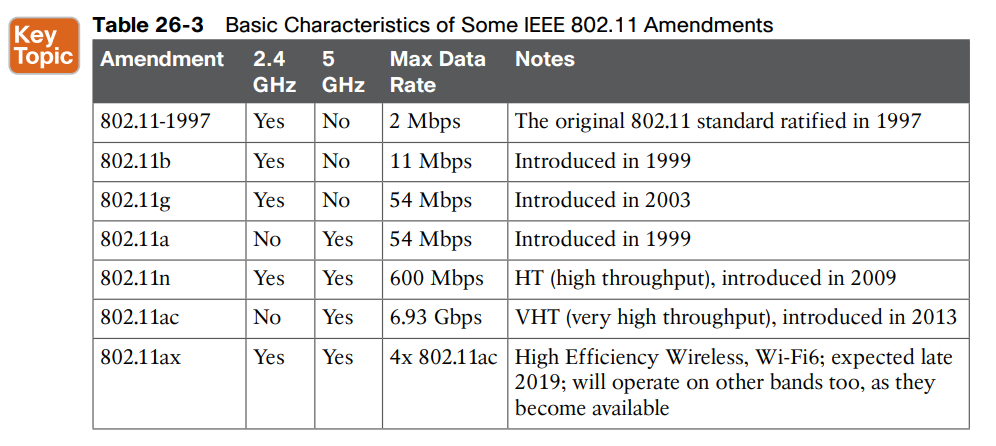 Key
Topic
Table 26-3 Basic Characteristics of Some IEEE 802.11 Amendments
Amendment 2.4 GHz 5 GHz Max Data Rate Notes
802.11-1997 Yes No 2 Mbps The original 802.11 standard ratified in 1997
802.11b Yes No 11 Mbps Introduced in 1999
802.11g Yes No 54 Mbps Introduced in 2003
802.11a No Yes 54 Mbps Introduced in 1999
802.11n Yes Yes 600 Mbps HT (high throughput), introduced in 2009
802.11ac No Yes 6.93 Gbps VHT (very high throughput), introduced in 2013
802.11ax Yes Yes 4x 802.11ac High Efficiency Wireless, Wi-Fi6; expected late
2019; will operate on other bands too, as they
become available